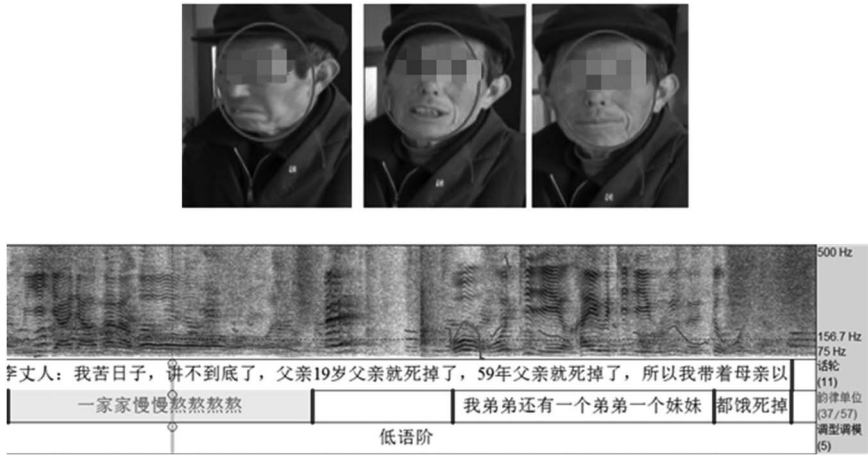 500 Hz
156.7 Hz
75 Hz
李丈人：我苦日子，讲不到底了，父亲19岁父亲就死掉了，59年父亲就死掉了，所以我带着母亲以
话轮
(11)
一家家慢慢熬熬熬熬
我弟弟还有一个弟弟一个妹妹
都饿死掉
韵律单位
(37/57)
低语阶
调型调模
(5)